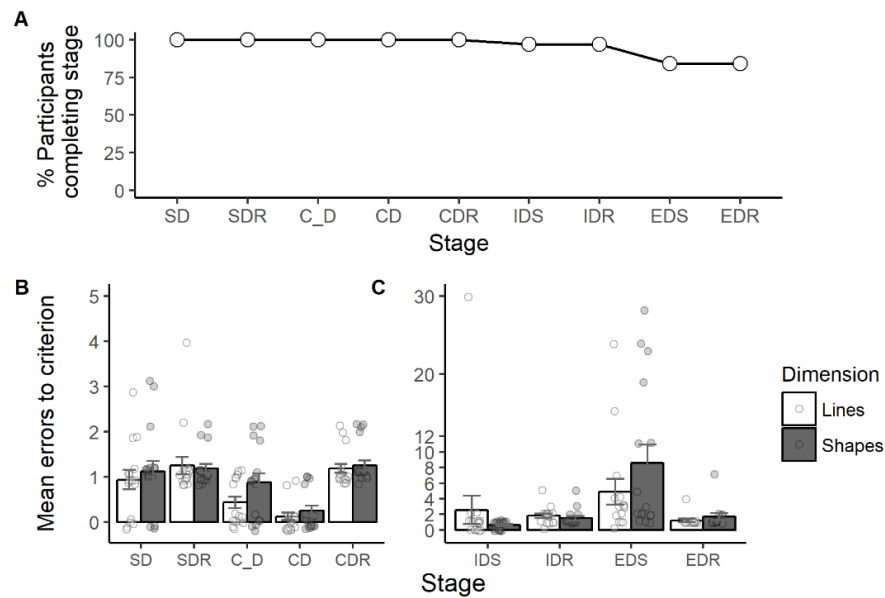 A
% Participants
completing stage
100
75
50
25
0
SD SDR C_D CD CDR IDS IDR EDS EDR
Stage
B
Mean errors to criterion
5
4
3
2
1
0
SD SDR C_D CD CDR
C
30
20
12
10
8
6
4
2
0
IDS IDR EDS EDR
Stage
Dimension
Lines
Shapes